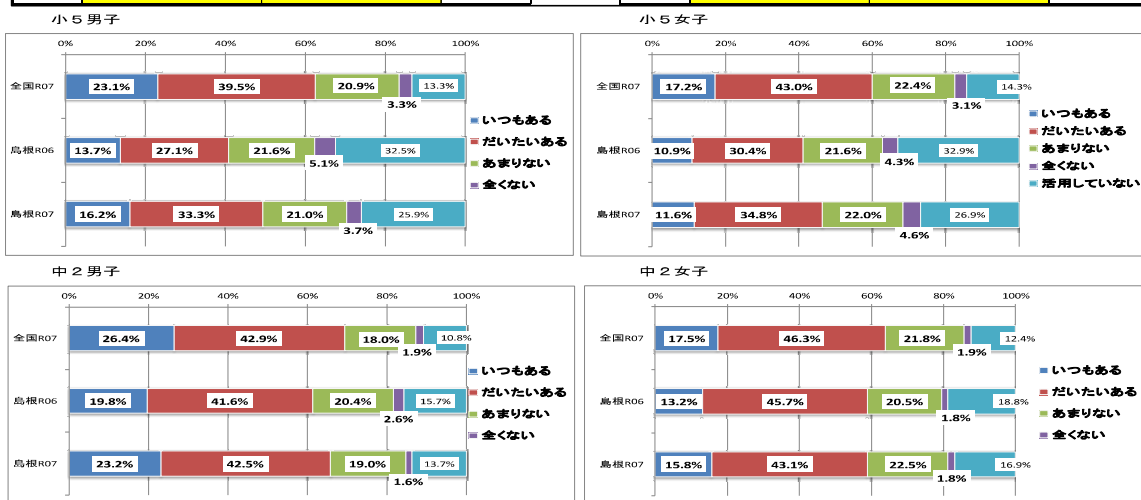 小５男子
0% 20% 40% 60% 80% 100%
全国R07 23.1% 39.5% 20.9% 3.3% 13.3%
島根R06 13.7% 27.1% 21.6% 5.1% 32.5%
島根R07 16.2% 33.3% 21.0% 3.7% 25.9%
いつもある
だいたいある
あまりない
全くない
小５女子
0% 20% 40% 60% 80% 100%
全国R07 17.2% 43.0% 22.4% 3.1% 14.3%
島根R06 10.9% 30.4% 21.6% 4.3% 32.9%
島根R07 11.6% 34.8% 22.0% 4.6% 26.9%
いつもある
だいたいある
あまりない
全くない
活用していない
中２男子
0% 20% 40% 60% 80% 100%
全国R07 26.4% 42.9% 18.0% 1.9% 10.8%
島根R06 19.8% 41.6% 20.4% 2.6% 15.7%
島根R07 23.2% 42.5% 19.0% 1.6% 13.7%
いつもある
だいたいある
あまりない
全くない
中２女子
0% 20% 40% 60% 80% 100%
全国R07 17.5% 46.3% 21.8% 1.9% 12.4%
島根R06 13.2% 45.7% 20.5% 1.8% 18.8%
島根R07 15.8% 43.1% 22.5% 1.8% 16.9%
いつもある
だいたいある
あまりない
全くない